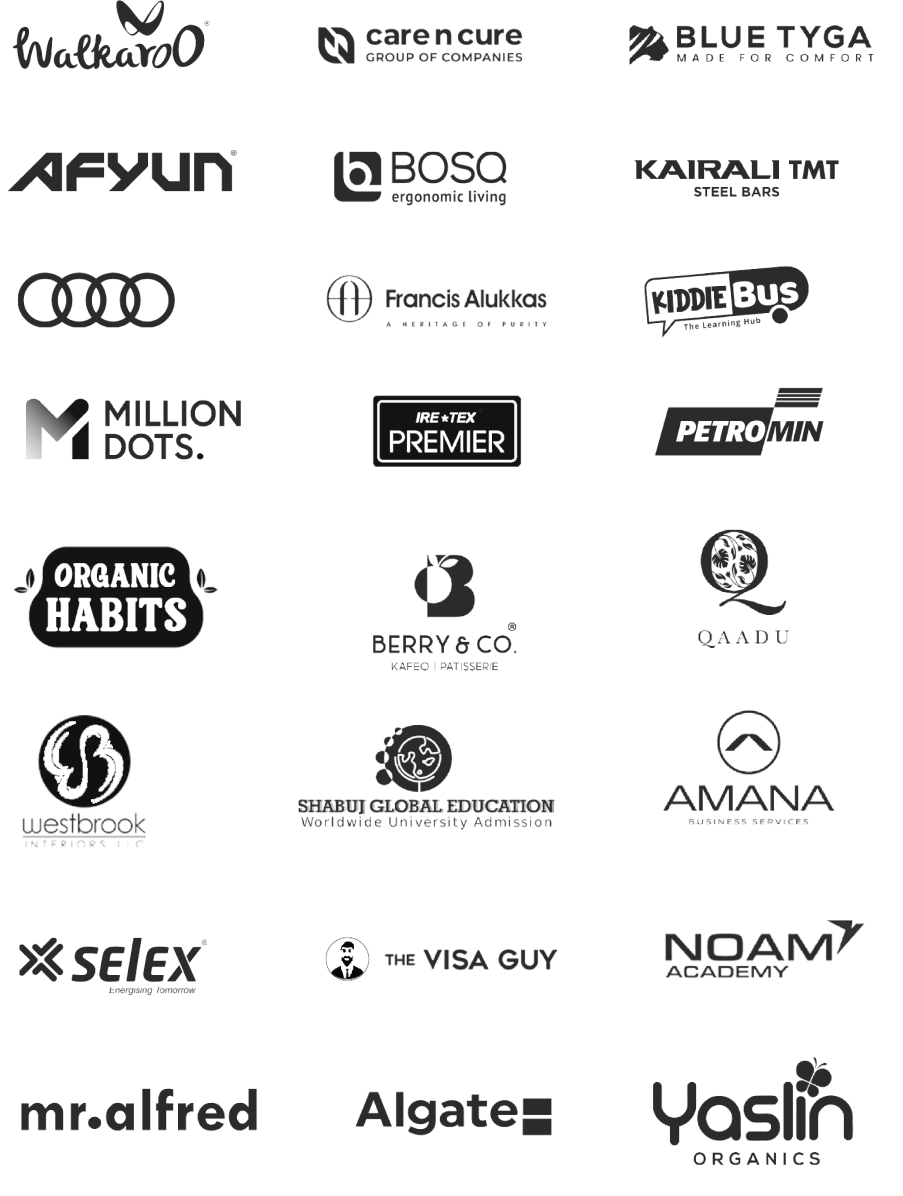 WalkaroO®
care n cure
GROUP OF COMPANIES
BLUE TYGA
MADE FOR COMFORT
AFYUN®
BOSQ
ergonomic living
KAIRALI TMT
STEEL BARS
Francis Alukkas
A HERITAGE OF PURITY
KIDDIE Bus
The Learning Hub
M MILLION
DOTS.
IRE★TEX
PREMIER
PETROMIN
ORGANIC
HABITS
B
®
BERRY & CO.
KAFEO | PATISSERIE
Q
QAADU
westbrook
INTERIORS LLC
SHABUJ GLOBAL EDUCATION
Worldwide University Admission
AMANA
BUSINESS SERVICES
selex®
Energising Tomorrow
THE VISA GUY
NOAM
ACADEMY
mr.alfred
Algate
Yaslin
ORGANICS